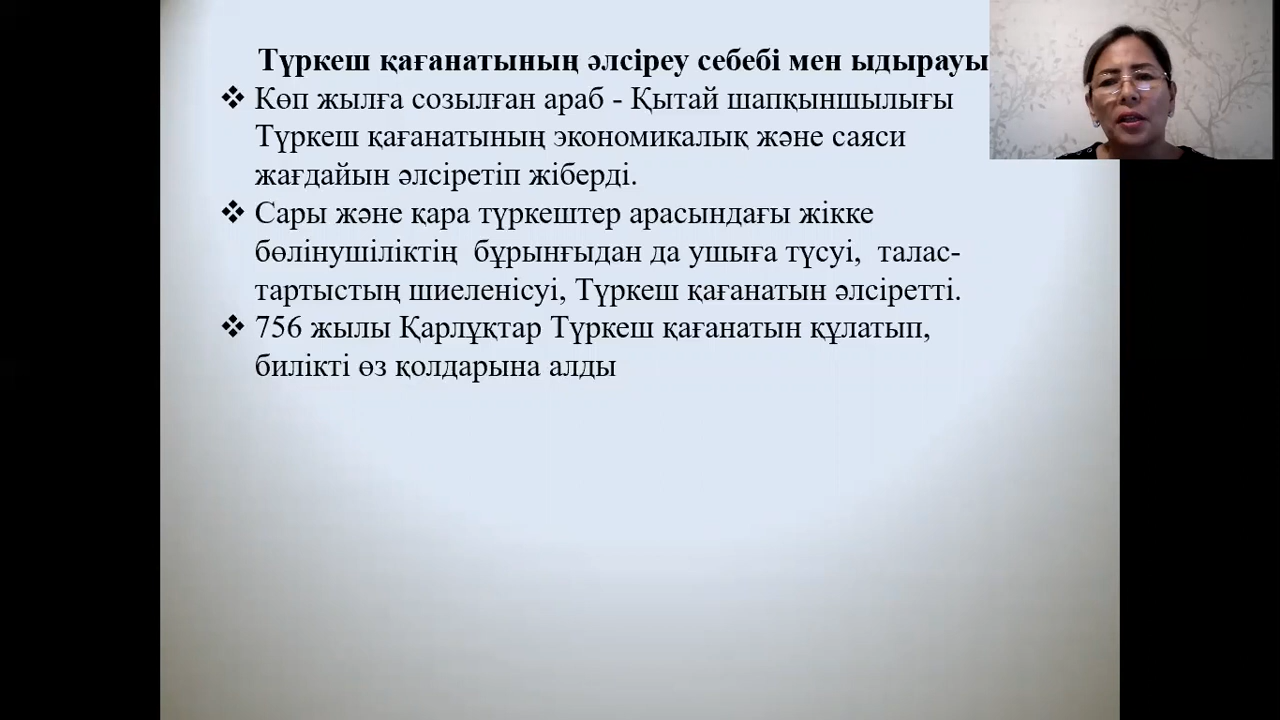 Түркеш қағанатының әлсіреу себебі мен ыдырауы
❖ Көп жылға созылған араб - Қытай шапқыншылығы
Түркеш қағанатының экономикалық және саяси
жағдайын әлсіретіп жіберді.
❖ Сары және қара түркештер арасындағы жікке
бөлінушіліктің бұрынғыдан да ушыға түсуі, талас-
тартыстың шиеленісуі, Түркеш қағанатын әлсіретті.
❖ 756 жылы Қарлұқтар Түркеш қағанатын құлатып,
билікті өз қолдарына алды